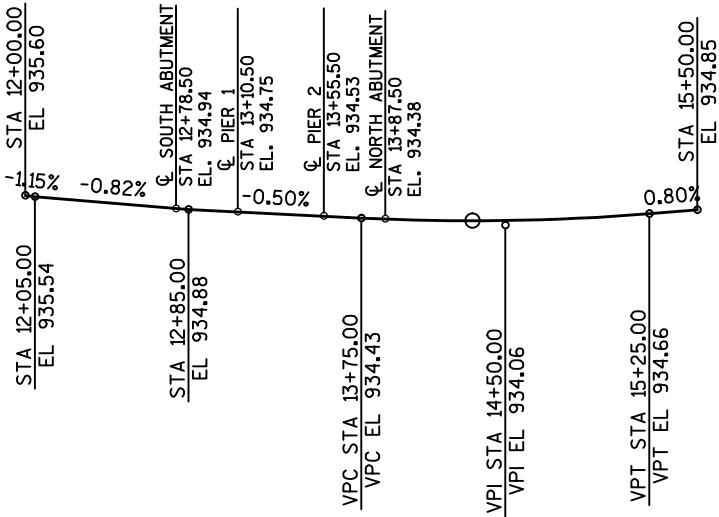 STA 12+00.00
EL 935.60
℄ SOUTH ABUTMENT
STA 12+78.50
EL. 934.94
℄ PIER 1
STA 13+10.50
EL. 934.75
℄ PIER 2
STA 13+55.50
EL. 934.53
℄ NORTH ABUTMENT
STA 13+87.50
EL. 934.38
STA 15+50.00
EL 934.85
-1.15%
-0.82%
-0.50%
0.80%
STA 12+05.00
EL 935.54
STA 12+85.00
EL 934.88
VPC STA 13+75.00
VPC EL 934.43
VPI STA 14+50.00
VPI EL 934.06
VPT STA 15+25.00
VPT EL 934.66